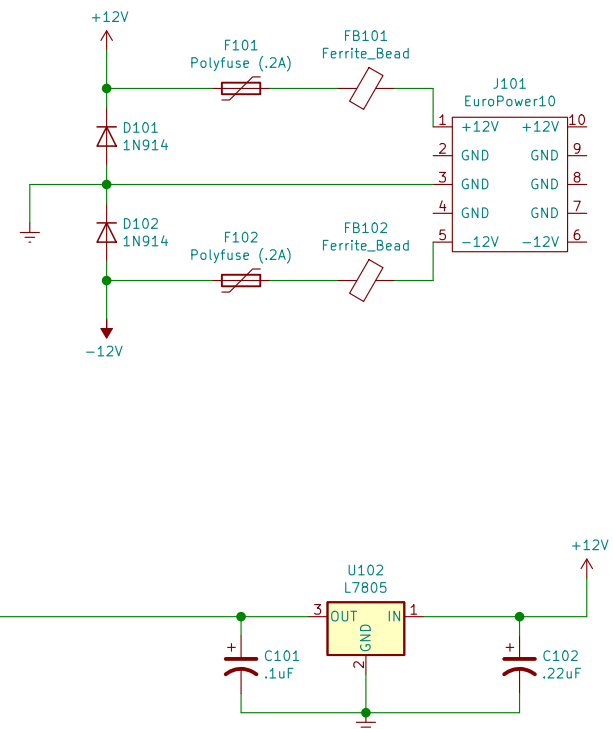 +12V
F101
Polyfuse (.2A)
FB101
Ferrite_Bead
J101
EuroPower10
1 +12V +12V 10
D101
1N914
2 GND GND 9
3 GND GND 8
D102
1N914
4 GND GND 7
F102
Polyfuse (.2A)
FB102
Ferrite_Bead
5 -12V -12V 6
-12V
+12V
U102
L7805
3 OUT IN 1
GND
2
+ C101
.1uF
+ C102
.22uF